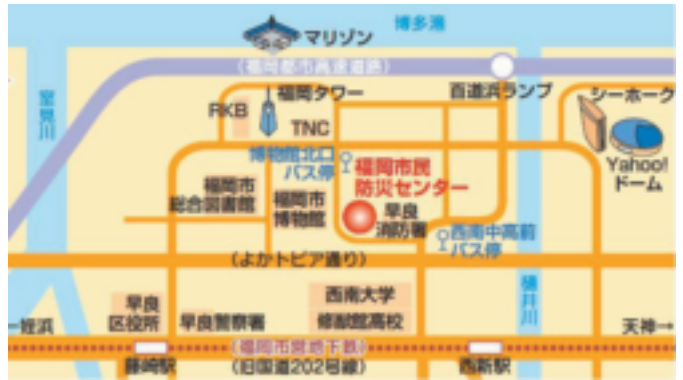 博多湾
マリゾン
(福岡都市高速道路)
室見川
福岡タワー
百道浜ランプ
シーホーク
RKB
TNC
博物館北口
バス停
福岡市民
防災センター
Yahoo!
ドーム
福岡市
総合図書館
福岡市
博物館
早良
消防署
西南中高前
バス停
(よかトピア通り)
樋井川
西南大学
修猷館高校
早良
区役所
早良警察署
←姪浜
天神→
(福岡市営地下鉄)
藤崎駅
(旧国道202号線)
西新駅